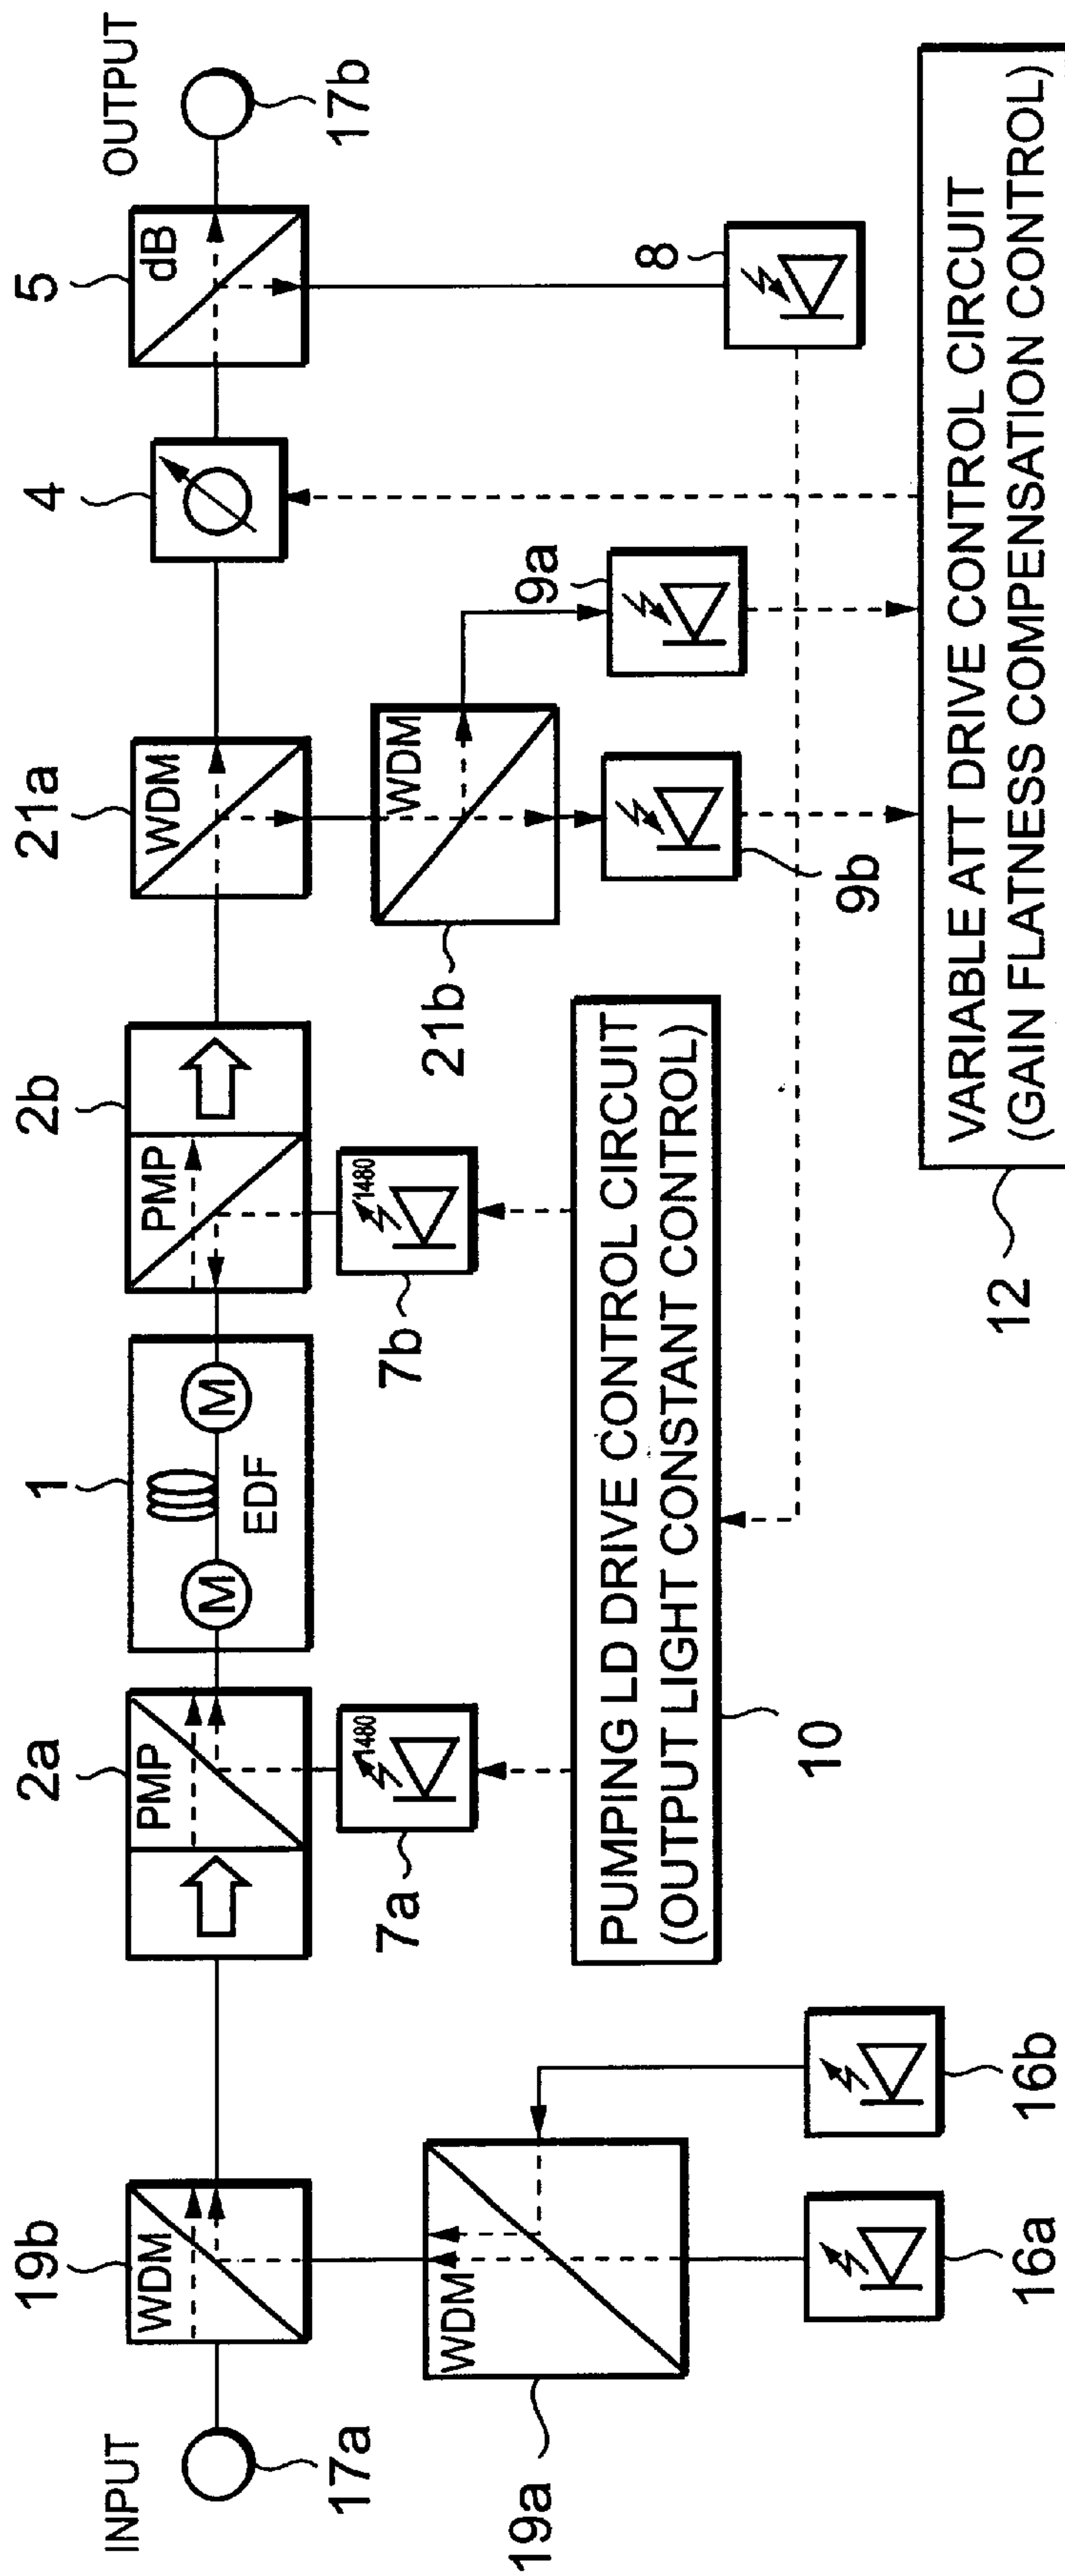 INPUT
17a
19b
WDM
19a
WDM
16a
16b
2a
PMP
7a
1480
1
M
M
EDF
2b
PMP
7b
1480
PUMPING LD DRIVE CONTROL CIRCUIT
(OUTPUT LIGHT CONSTANT CONTROL)
10
21a
WDM
21b
WDM
9a
9b
4
5
dB
8
OUTPUT
17b
VARIABLE ATT DRIVE CONTROL CIRCUIT
(GAIN FLATNESS COMPENSATION CONTROL)
12